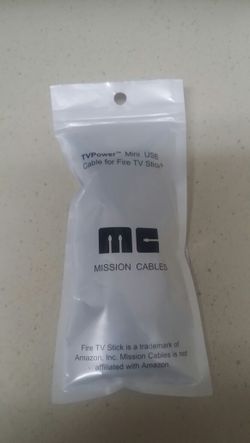 TVPower™ Mini USB
Cable for Fire TV Stick+
MC
MISSION CABLES
Fire TV Stick is a trademark of
Amazon, Inc. Mission Cables is not
affiliated with Amazon